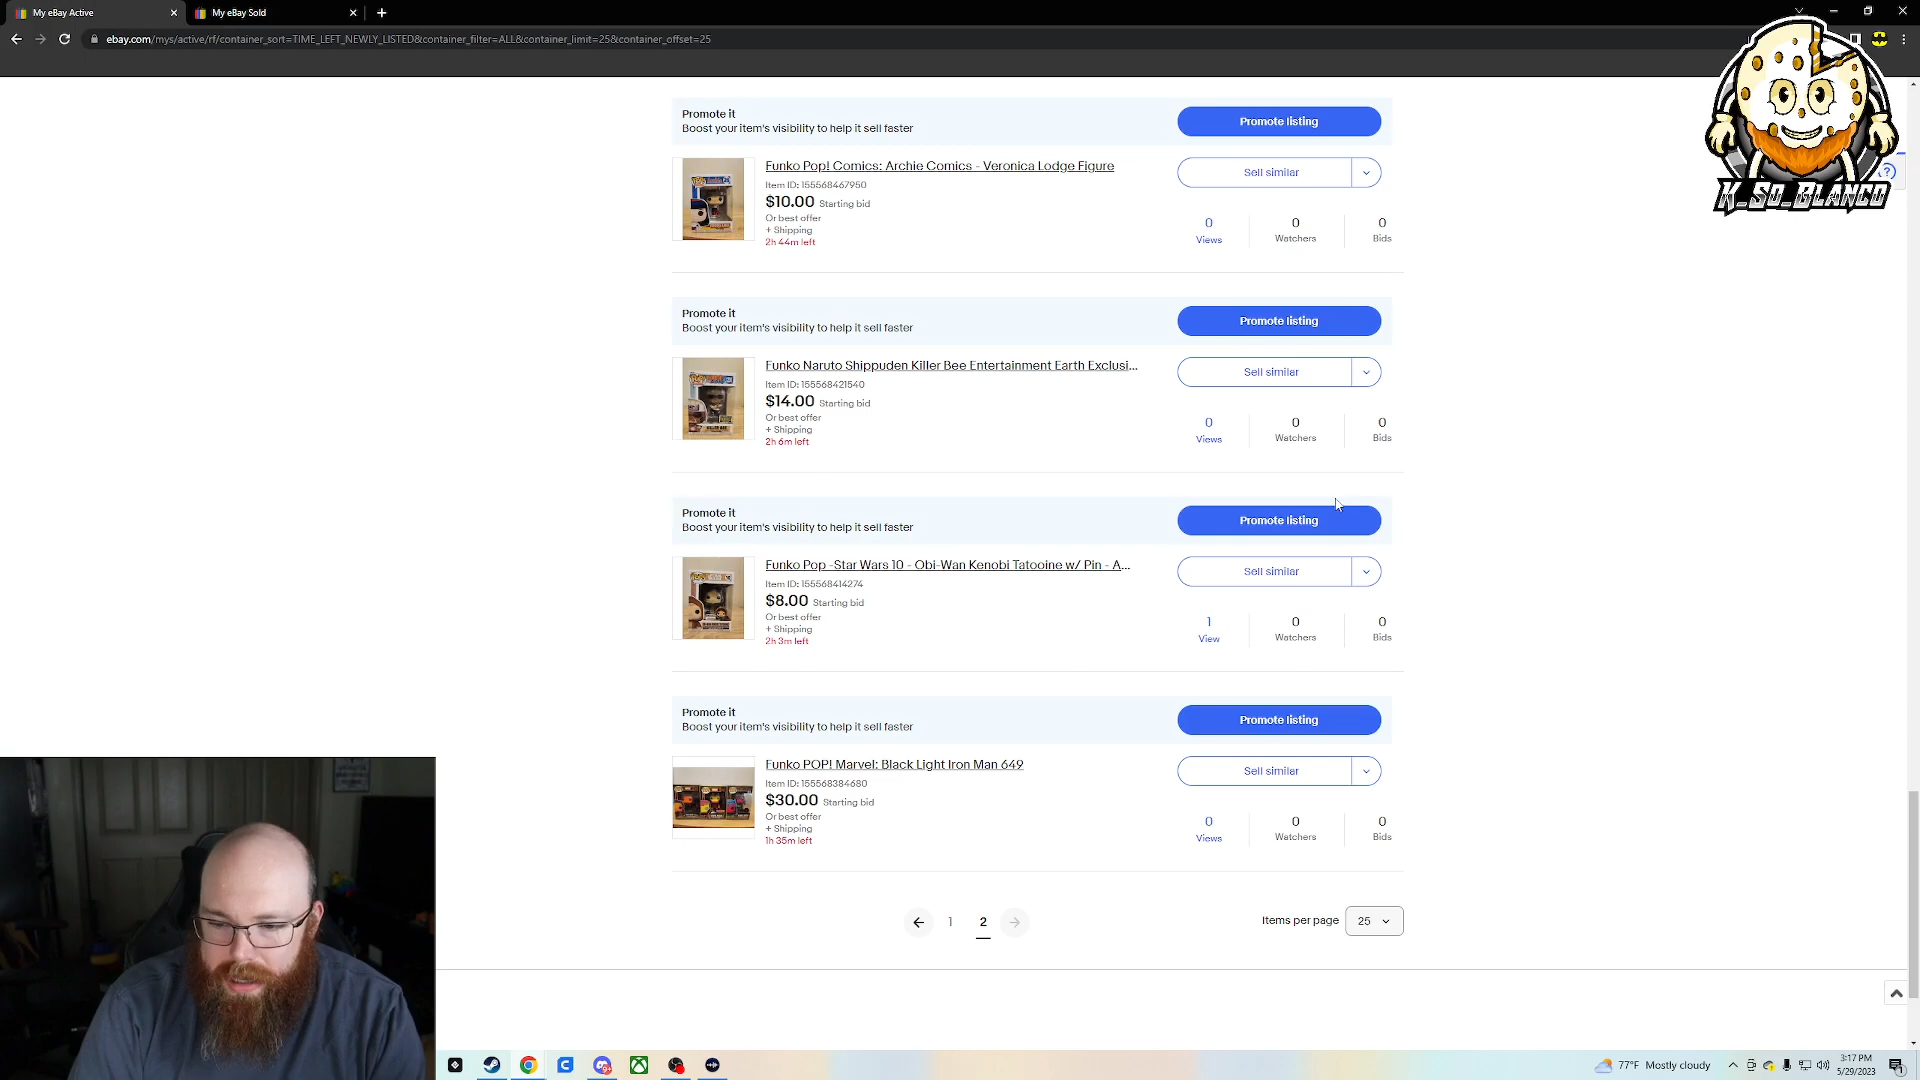 My eBay Active
My eBay Sold
ebay.com/mys/active/rf/container_sort=TIME_LEFT_NEWLY_LISTED&container_filter=ALL&container_limit=25&container_offset=25
K_SO_BLANCO
Promote it
Boost your item's visibility to help it sell faster
Promote listing
Funko Pop! Comics: Archie Comics - Veronica Lodge Figure
Item ID: 155568467950
$10.00 Starting bid
Or best offer
+ Shipping
2h 44m left
Sell similar
0 0 0
Views Watchers Bids
Promote it
Boost your item's visibility to help it sell faster
Promote listing
Funko Naruto Shippuden Killer Bee Entertainment Earth Exclusi...
Item ID: 155568421540
$14.00 Starting bid
Or best offer
+ Shipping
2h 6m left
Sell similar
0 0 0
Views Watchers Bids
Promote it
Boost your item's visibility to help it sell faster
Promote listing
Funko Pop -Star Wars 10 - Obi-Wan Kenobi Tatooine w/ Pin - A...
Item ID: 155568414274
$8.00 Starting bid
Or best offer
+ Shipping
2h 3m left
Sell similar
1 0 0
View Watchers Bids
Promote it
Boost your item's visibility to help it sell faster
Promote listing
Funko POP! Marvel: Black Light Iron Man 649
Item ID: 155568384680
$30.00 Starting bid
Or best offer
+ Shipping
1h 35m left
Sell similar
0 0 0
Views Watchers Bids
1 2
Items per page 25
77°F Mostly cloudy
3:17 PM
5/29/2023